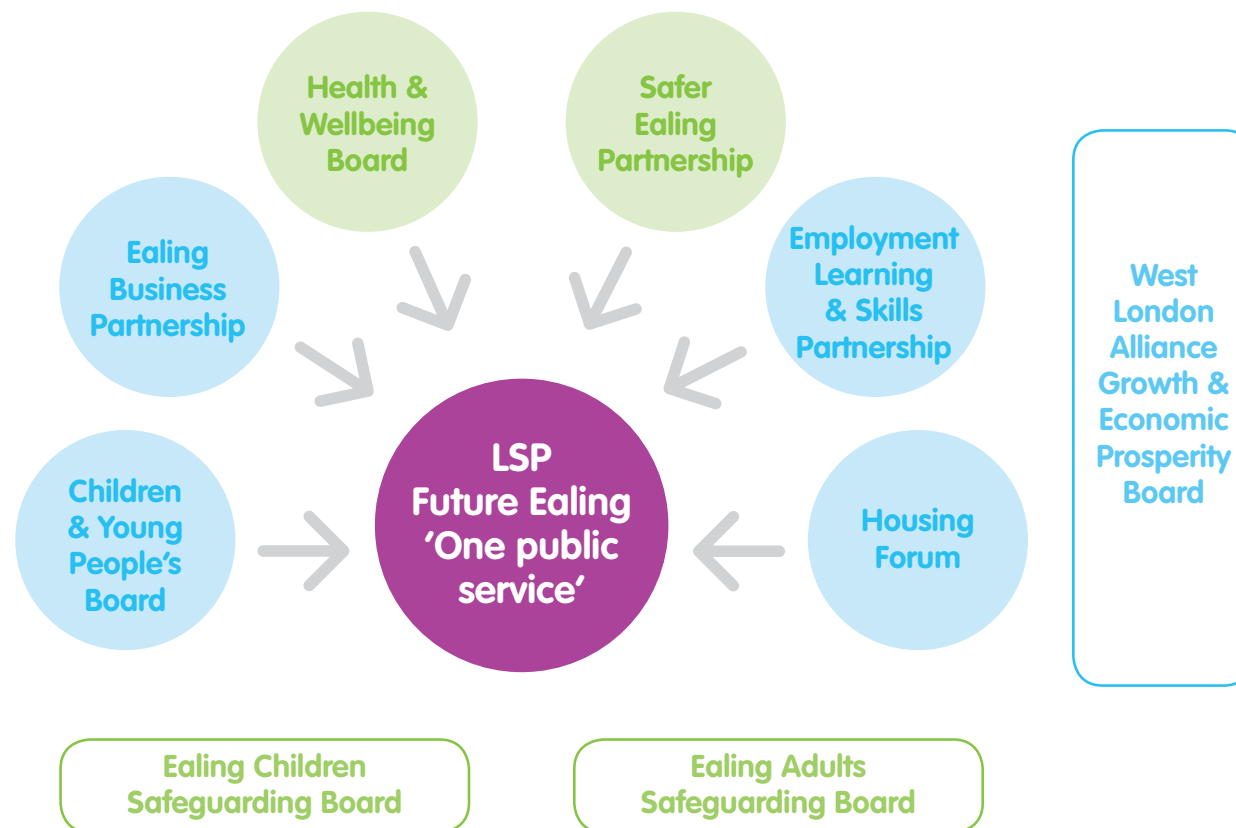 Health &
Wellbeing
Board
Safer
Ealing
Partnership
Ealing
Business
Partnership
Employment
Learning
& Skills
Partnership
West
London
Alliance
Growth &
Economic
Prosperity
Board
Children
& Young
People's
Board
LSP
Future Ealing
'One public
service'
Housing
Forum
Ealing Children
Safeguarding Board
Ealing Adults
Safeguarding Board